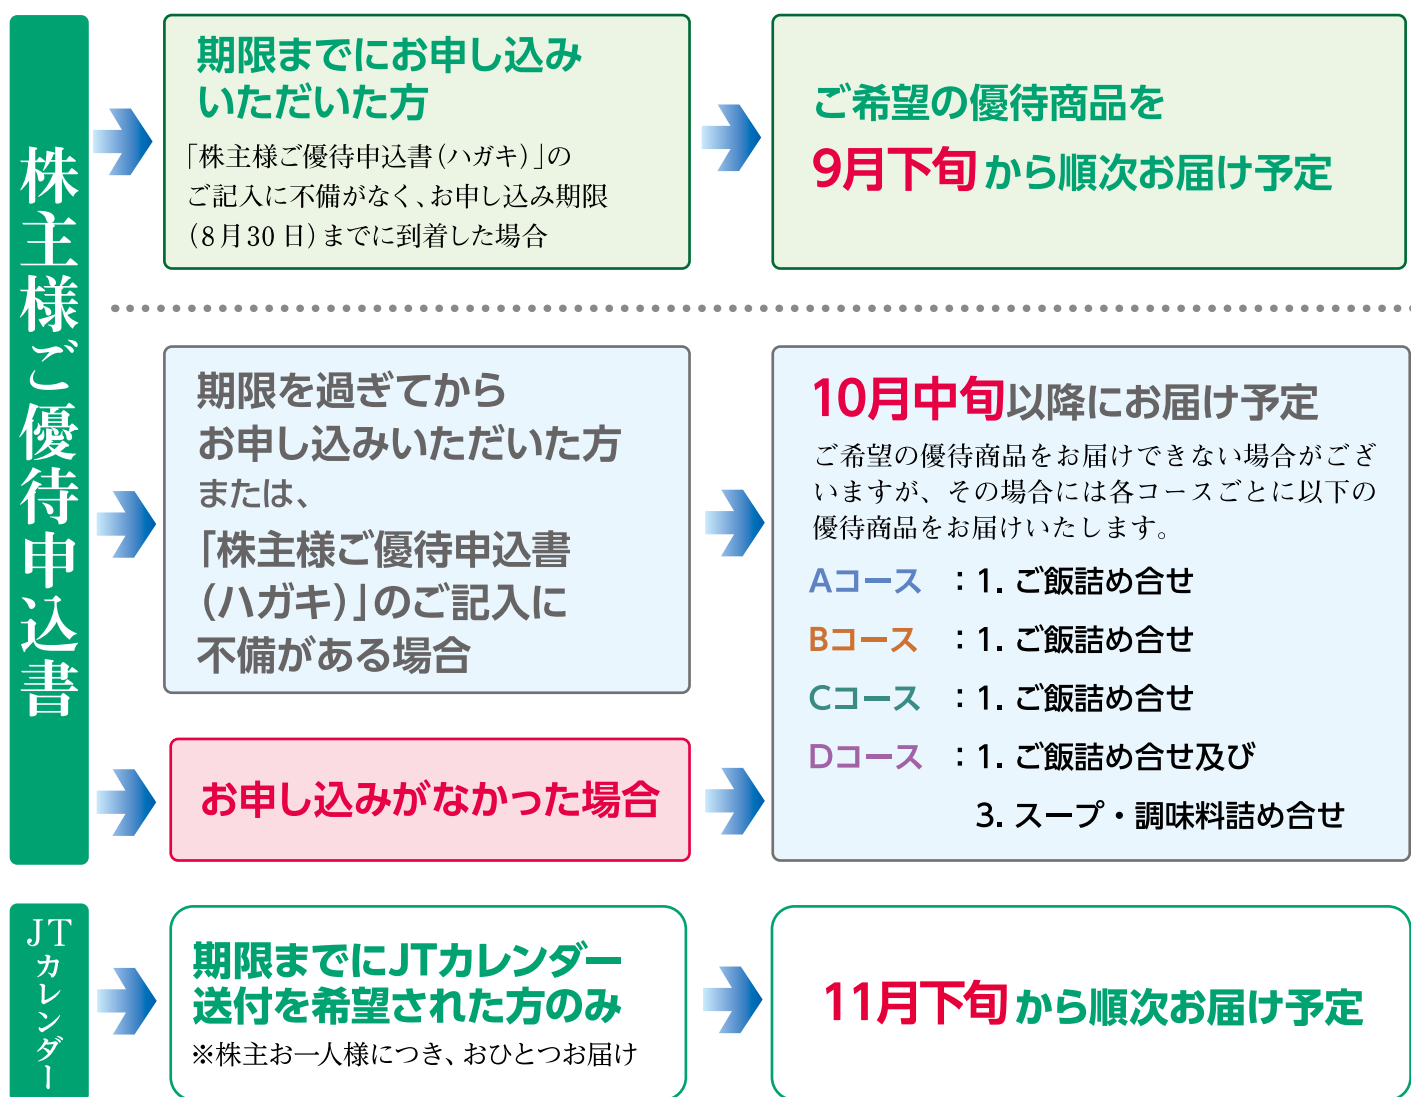 株主様ご優待申込書
期限までにお申し込み
いただいた方
「株主様ご優待申込書(ハガキ)」の
ご記入に不備がなく、お申し込み期限
(8月30日)までに到着した場合
ご希望の優待商品を
9月下旬から順次お届け予定
期限を過ぎてから
お申し込みいただいた方
または、
「株主様ご優待申込書
(ハガキ)」のご記入に
不備がある場合
お申し込みがなかった場合
10月中旬以降にお届け予定
ご希望の優待商品をお届けできない場合がござ
いますが、その場合には各コースごとに以下の
優待商品をお届けいたします。
Aコース :1. ご飯詰め合せ
Bコース :1. ご飯詰め合せ
Cコース :1. ご飯詰め合せ
Dコース :1. ご飯詰め合せ及び
3. スープ・調味料詰め合せ
JTカレンダー
期限までにJTカレンダー
送付を希望された方のみ
※株主お一人様につき、おひとつお届け
11月下旬から順次お届け予定